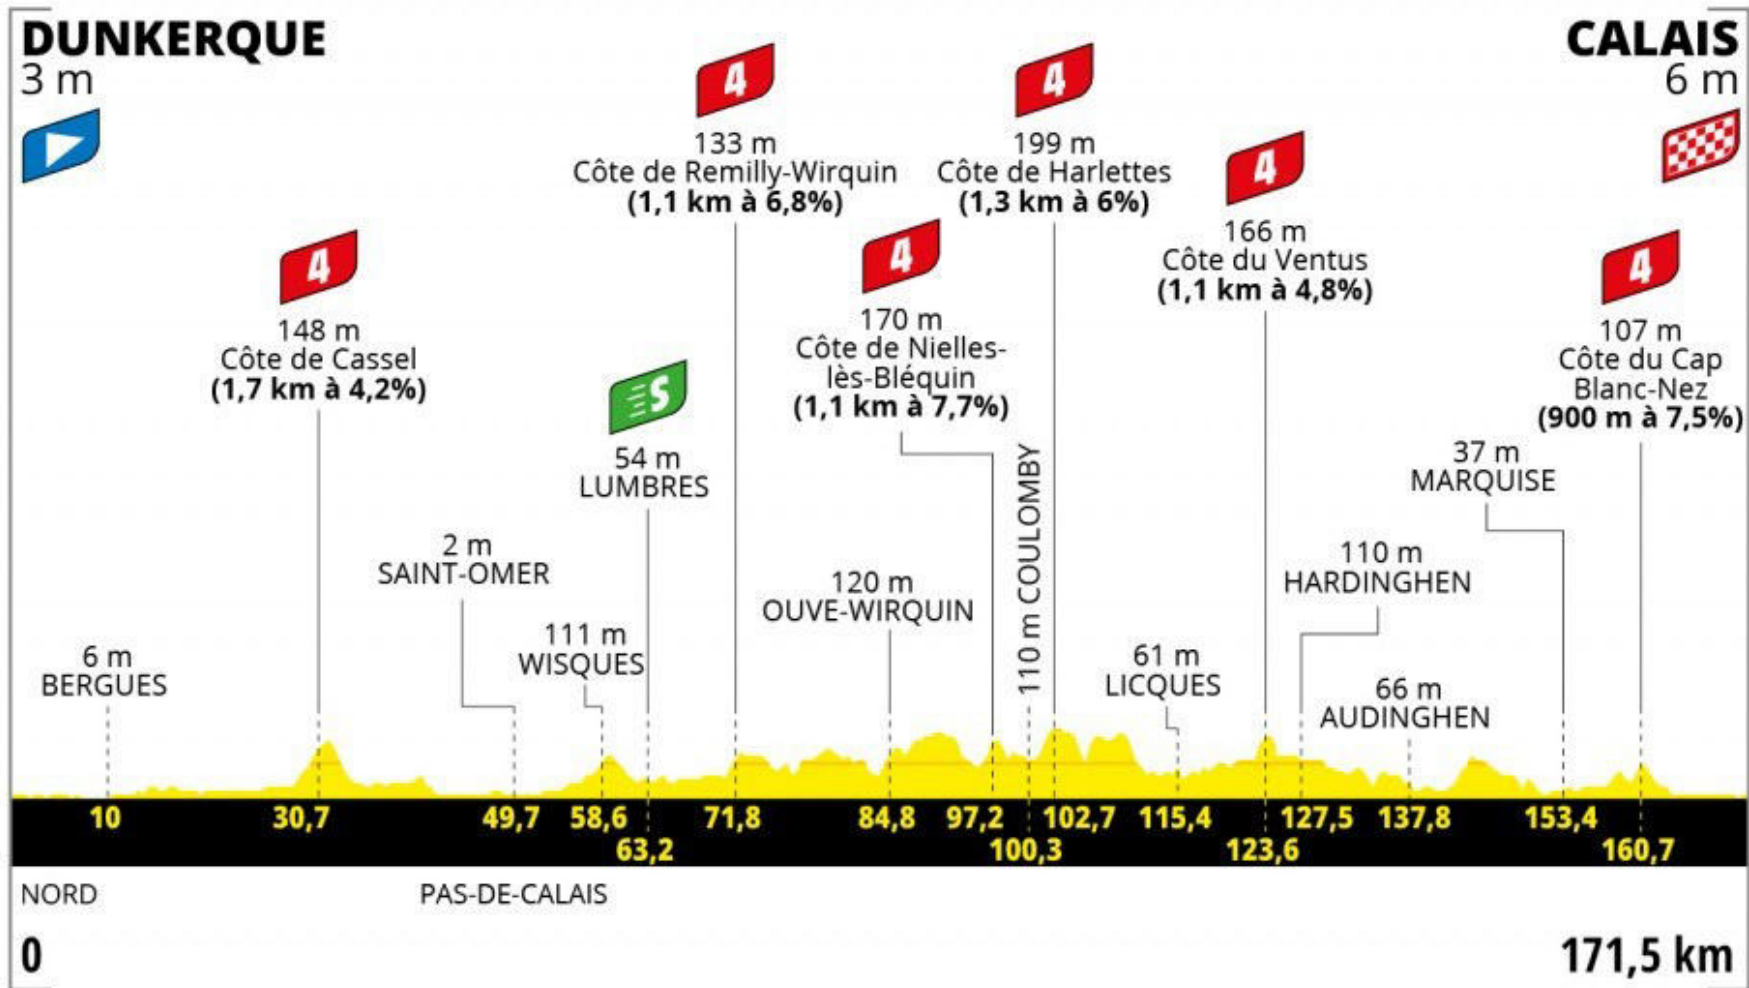 DUNKERQUE
3 m
CALAIS
6 m
4
133 m
Côte de Remilly-Wirquin
(1,1 km à 6,8%)
4
199 m
Côte de Harlettes
(1,3 km à 6%)
4
166 m
Côte du Ventus
(1,1 km à 4,8%)
4
148 m
Côte de Cassel
(1,7 km à 4,2%)
4
170 m
Côte de Nielles-
lès-Bléquin
(1,1 km à 7,7%)
4
107 m
Côte du Cap
Blanc-Nez
(900 m à 7,5%)
S
54 m
LUMBRES
37 m
MARQUISE
2 m
SAINT-OMER
110 m COULOMBY
110 m
HARDINGHEN
120 m
OUVE-WIRQUIN
111 m
WISQUES
6 m
BERGUES
61 m
LICQUES
66 m
AUDINGHEN
10 30,7 49,7 58,6 71,8 84,8 97,2 102,7 115,4 127,5 137,8 153,4
63,2 100,3 123,6 160,7
NORD PAS-DE-CALAIS
0 171,5 km